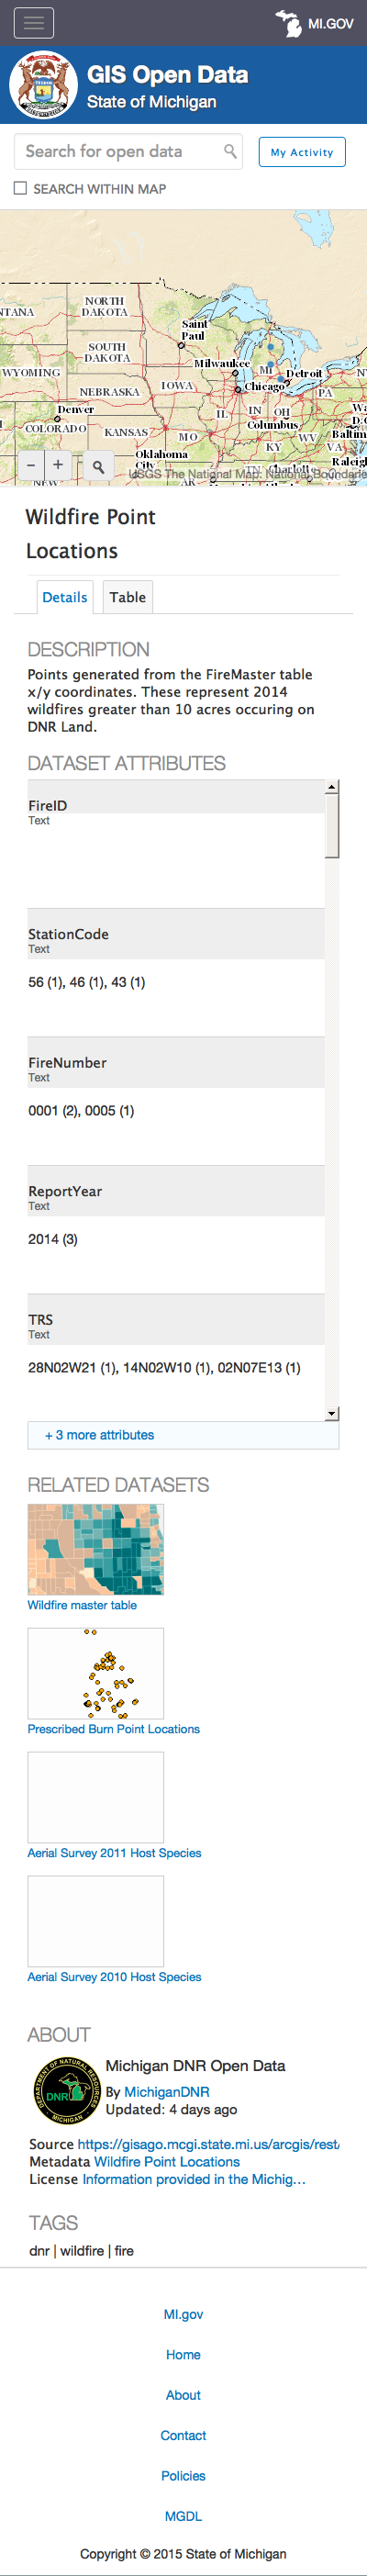 MI.GOV
GIS Open Data
State of Michigan
Search for open data
My Activity
SEARCH WITHIN MAP
NTANA
NORTH
DAKOTA
Saint
Paul
SOUTH
DAKOTA
WYOMING
Milwaukee
MI
Detroit
NY
NEBRASKA
IOWA
Chicago
PA
Denver
IL
IN
OH
COLORADO
KANSAS
MO
Columbus
WV
VA
Baltim
KY
Oklahoma
City
Raleigh
TN
Charlotte
AR
NEW
- +
USGS The National Map: National Boundarie
Wildfire Point
Locations
Details
Table
DESCRIPTION
Points generated from the FireMaster table
x/y coordinates. These represent 2014
wildfires greater than 10 acres occuring on
DNR Land.
DATASET ATTRIBUTES
FireID
Text
StationCode
Text
56 (1), 46 (1), 43 (1)
FireNumber
Text
0001 (2), 0005 (1)
ReportYear
Text
2014 (3)
TRS
Text
28N02W21 (1), 14N02W10 (1), 02N07E13 (1)
+ 3 more attributes
RELATED DATASETS
Wildfire master table
Prescribed Burn Point Locations
Aerial Survey 2011 Host Species
Aerial Survey 2010 Host Species
ABOUT
DEPARTMENT OF NATURAL RESOURCES
DNR
MICHIGAN
Michigan DNR Open Data
By MichiganDNR
Updated: 4 days ago
Source https://gisago.mcgi.state.mi.us/arcgis/rest/
Metadata Wildfire Point Locations
License Information provided in the Michig...
TAGS
dnr | wildfire | fire
MI.gov
Home
About
Contact
Policies
MGDL
Copyright © 2015 State of Michigan